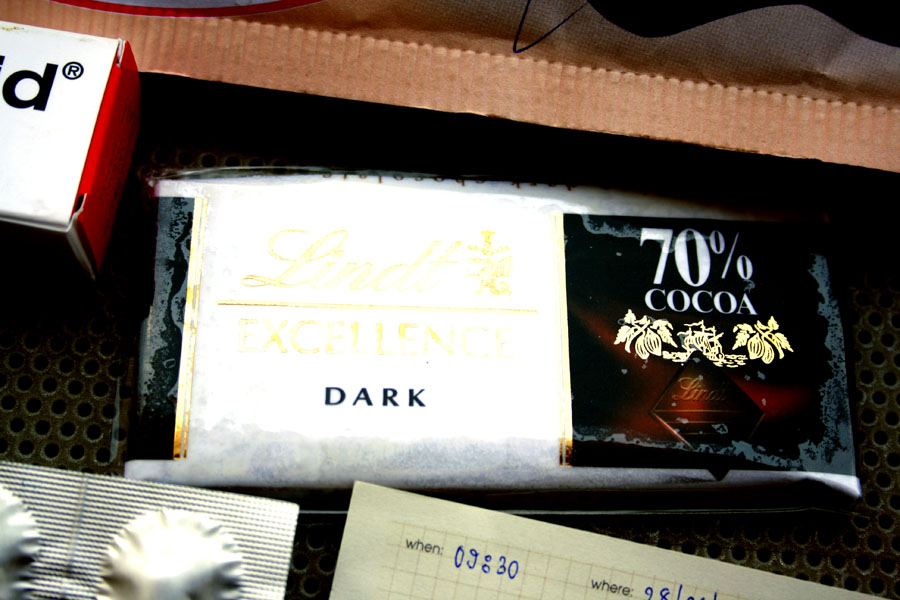 id®
Lindt
EXCELLENCE
DARK
70%
COCOA
Lindt
when: 09:30
where: